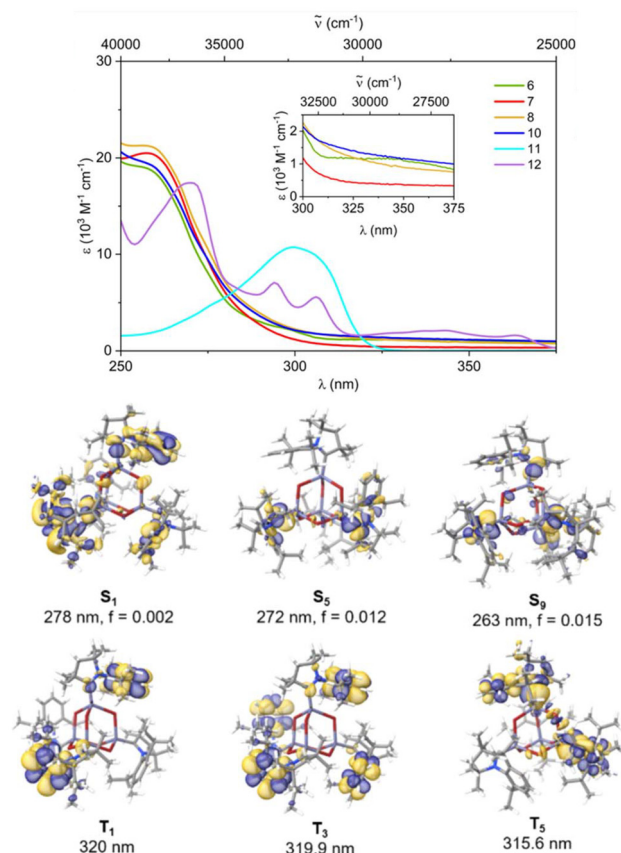 ṽ (cm⁻¹)
40000 35000 30000 25000
30
20
10
0
ε (10³ M⁻¹ cm⁻¹)
250 300 350
λ (nm)
ṽ (cm⁻¹)
32500 30000 27500
2
1
0
ε (10³ M⁻¹ cm⁻¹)
300 325 350 375
λ (nm)
6
7
8
10
11
12
S₁ S₅ S₉
278 nm, f = 0.002 272 nm, f = 0.012 263 nm, f = 0.015
T₁ T₃ T₅
320 nm 319.9 nm 315.6 nm